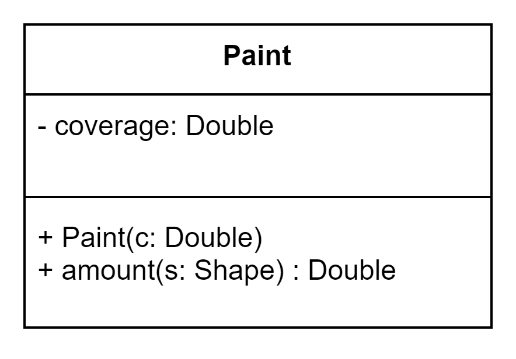 Paint
- coverage: Double
+ Paint(c: Double)
+ amount(s: Shape) : Double